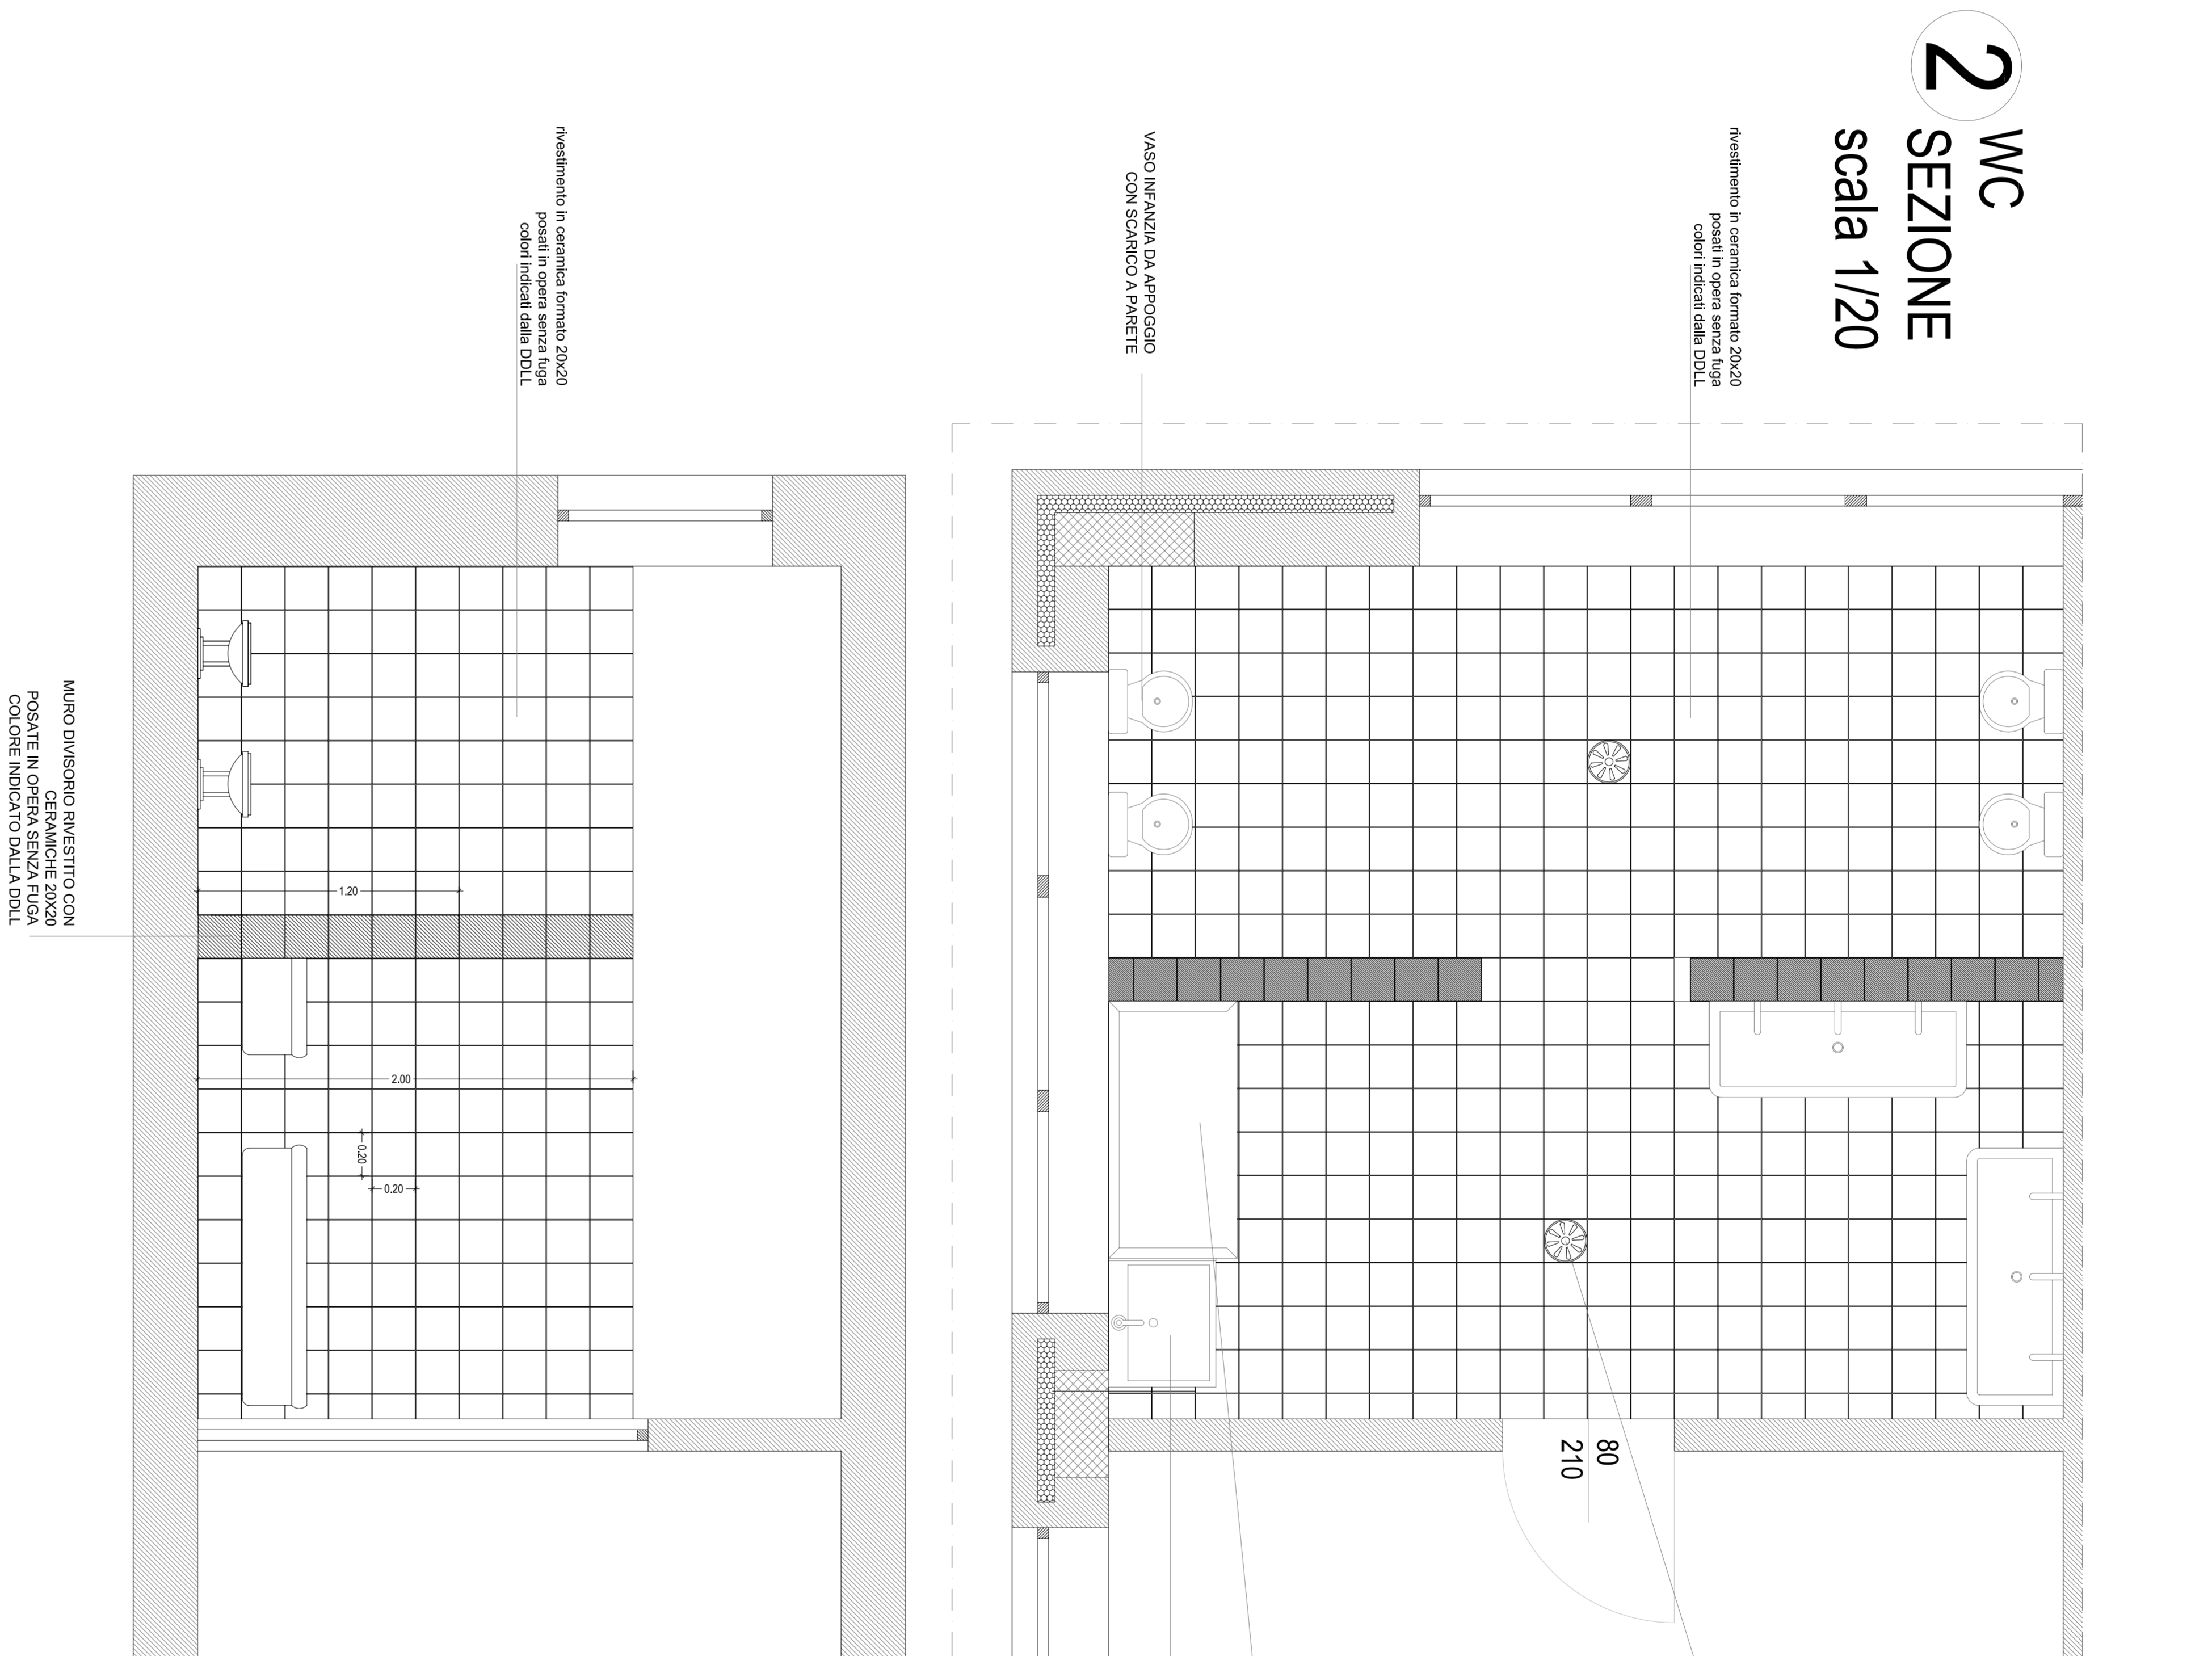 2
WC
SEZIONE
scala 1/20
rivestimento in ceramica formato 20x20
posati in opera senza fuga
colori indicati dalla DDLL
VASO INFANZIA DA APPOGGIO
CON SCARICO A PARETE
80
210
rivestimento in ceramica formato 20x20
posati in opera senza fuga
colori indicati dalla DDLL
1.20
2.00
0.20
0.20
MURO DIVISORIO RIVESTITO CON
CERAMICHE 20X20
POSATE IN OPERA SENZA FUGA
COLORE INDICATO DALLA DDLL